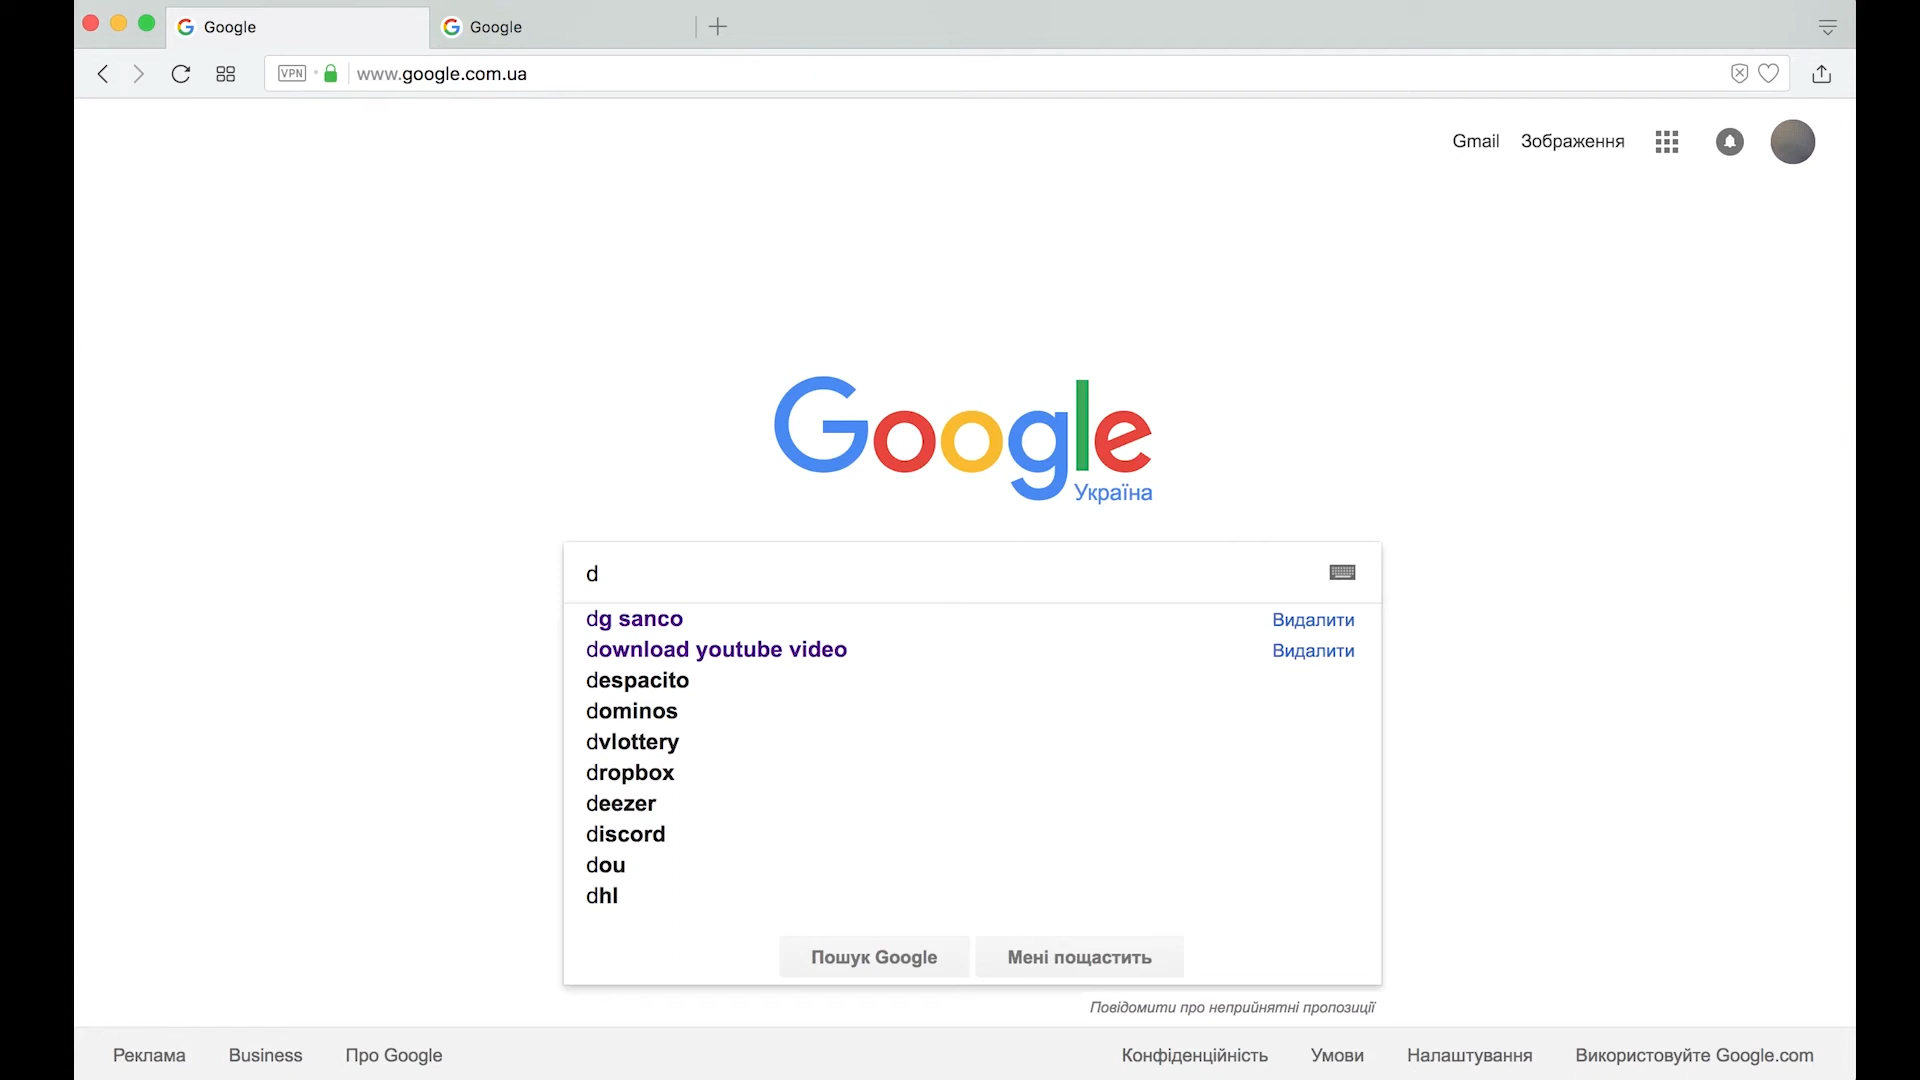 Google
Google
VPN
www.google.com.ua
Gmail
Зображення
Google
Україна
d
dg sanco
Видалити
download youtube video
Видалити
despacito
dominos
dvlottery
dropbox
deezer
discord
dou
dhl
Пошук Google
Мені пощастить
Повідомити про неприйнятні пропозиції
Реклама
Business
Про Google
Конфіденційність
Умови
Налаштування
Використовуйте Google.com